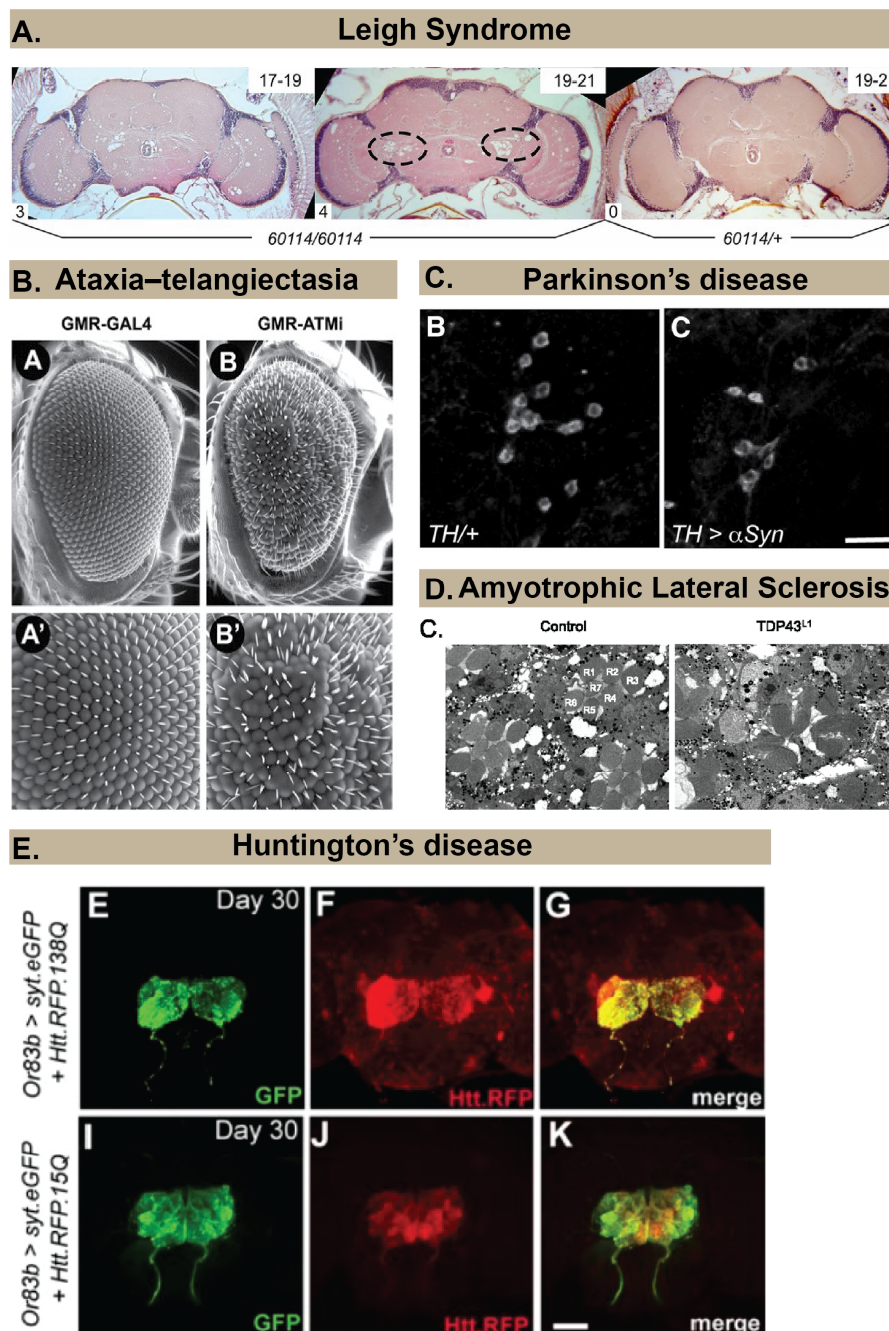 A. Leigh Syndrome
17-19
19-21
19-2
3
4
0
60114/60114
60114/+
B. Ataxia–telangiectasia
GMR-GAL4
GMR-ATMi
A
B
A'
B'
C. Parkinson's disease
B
C
TH/+
TH > αSyn
D. Amyotrophic Lateral Sclerosis
C.
Control
TDP43L1
R1
R2
R3
R7
R4
R6
R5
E. Huntington's disease
Or83b > syt.eGFP
+ Htt.RFP.138Q
E
Day 30
GFP
F
Htt.RFP
G
merge
Or83b > syt.eGFP
+ Htt.RFP.15Q
I
Day 30
GFP
J
Htt.RFP
K
merge